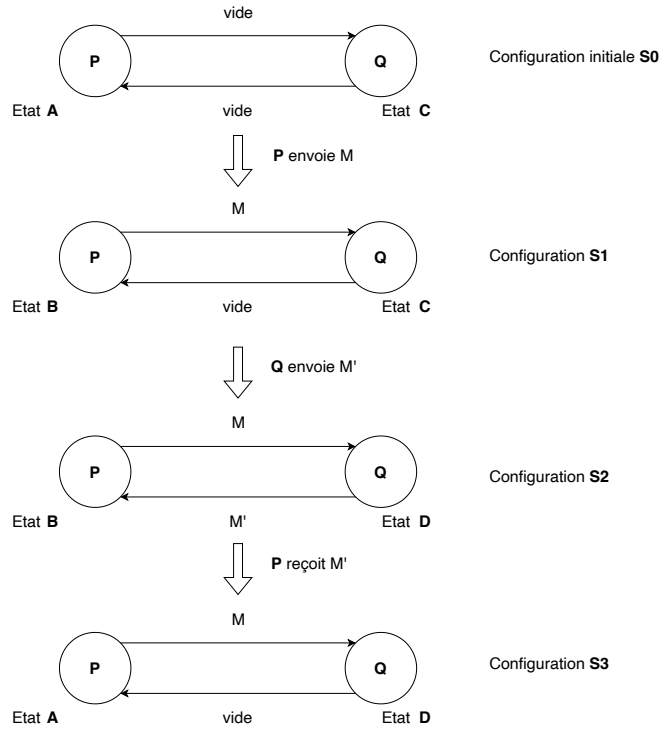 vide
P
Q
Configuration initiale S0
Etat A
vide
Etat C
P envoie M
M
P
Q
Configuration S1
Etat B
vide
Etat C
Q envoie M'
M
P
Q
Configuration S2
Etat B
M'
Etat D
P reçoit M'
M
P
Q
Configuration S3
Etat A
vide
Etat D